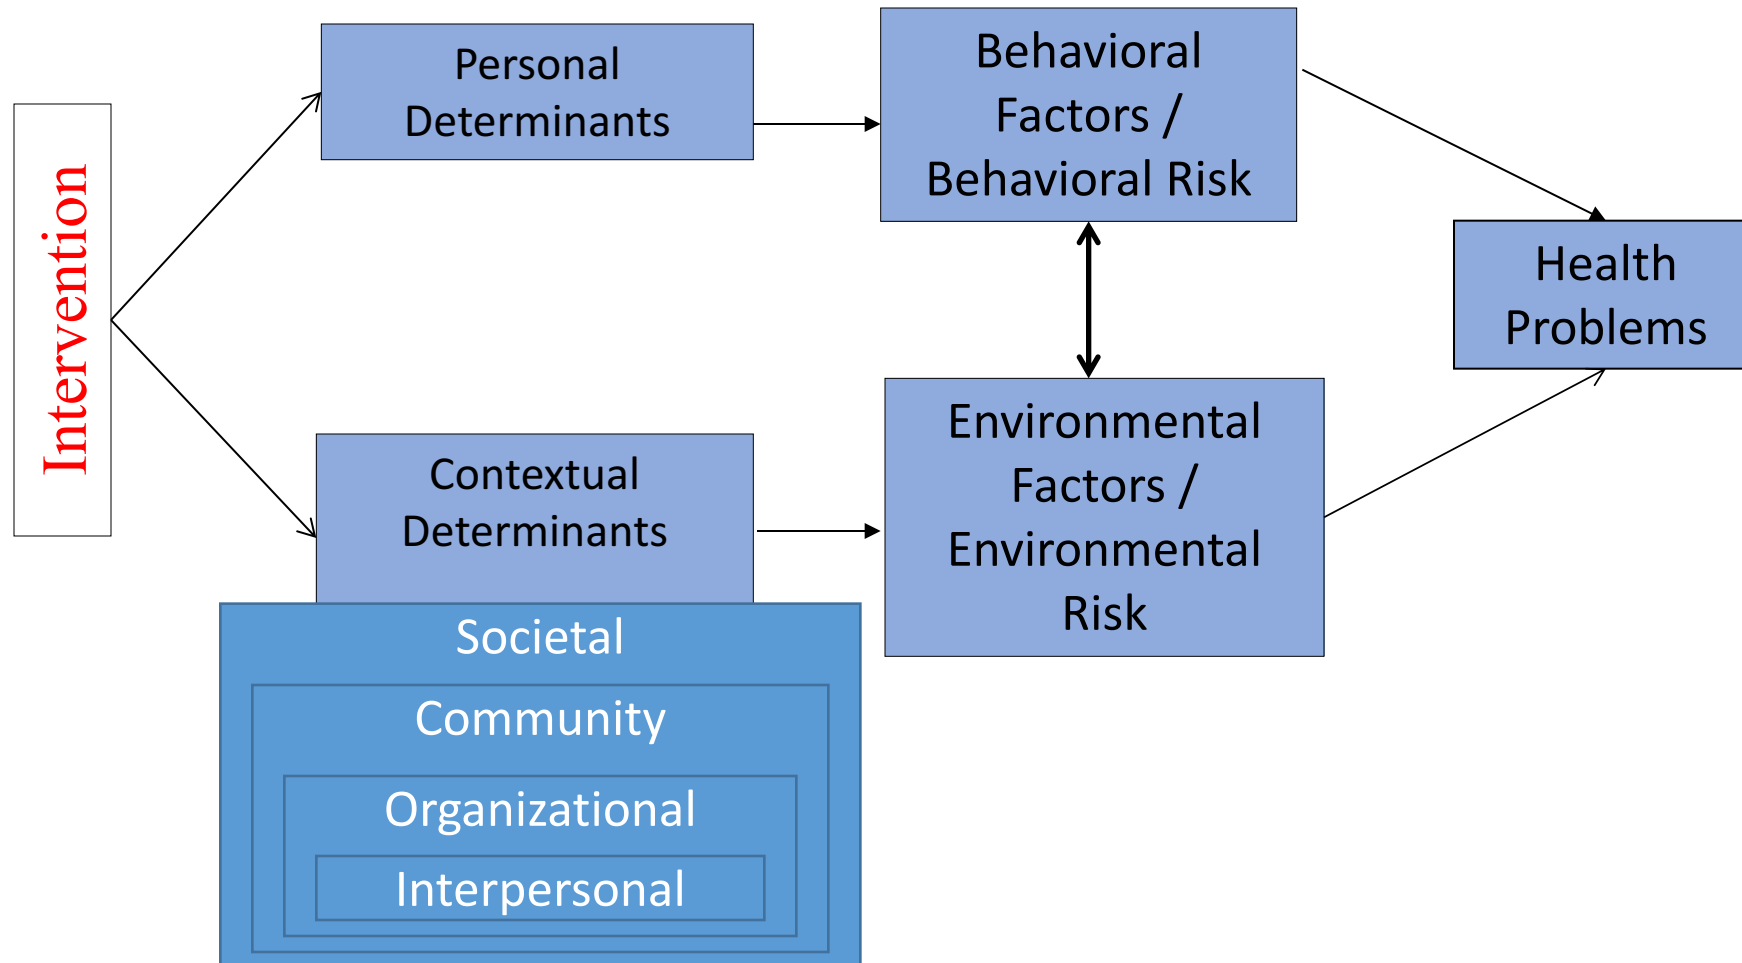 Intervention
Personal
Determinants
Behavioral
Factors /
Behavioral Risk
Health
Problems
Contextual
Determinants
Environmental
Factors /
Environmental
Risk
Societal
Community
Organizational
Interpersonal